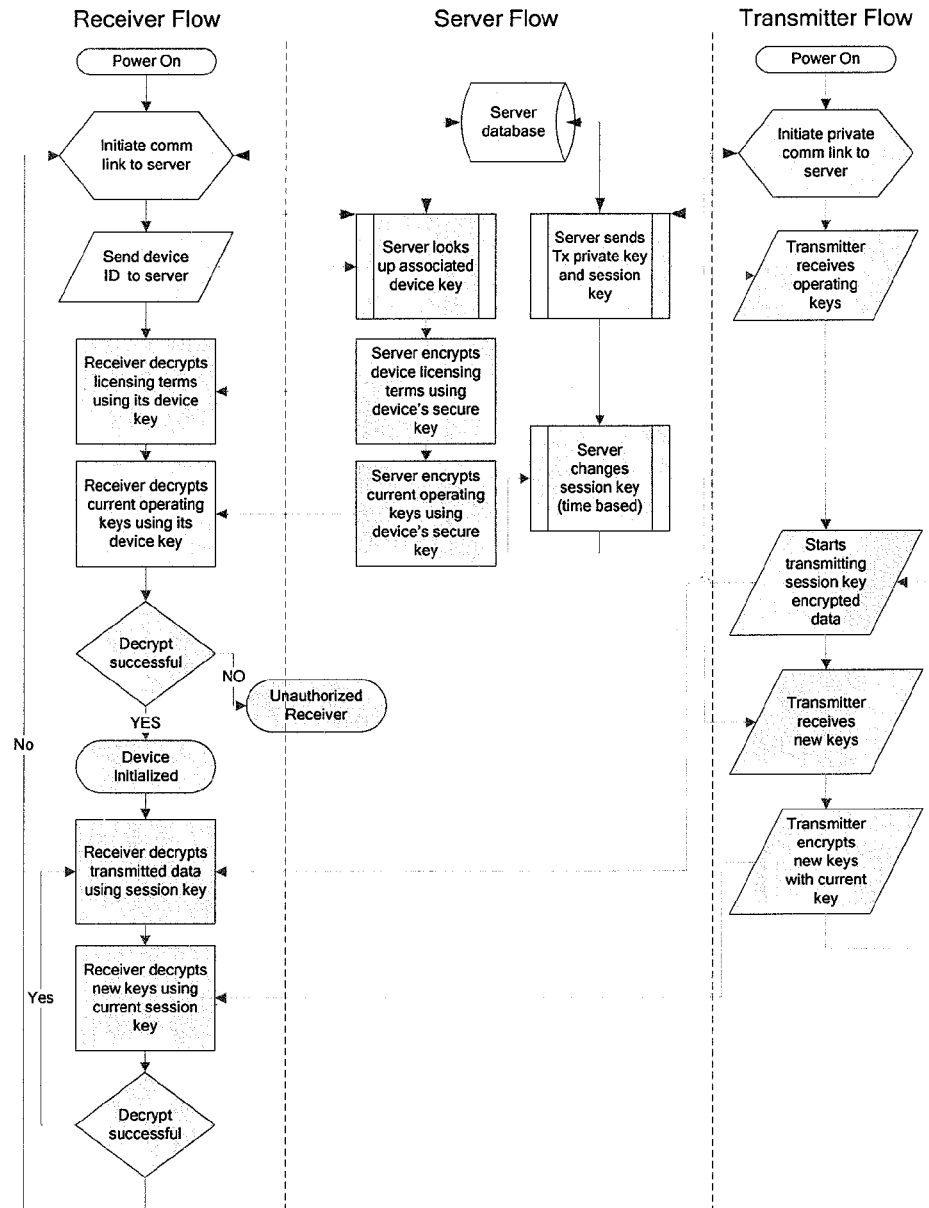 Receiver Flow
Server Flow
Transmitter Flow
Power On
Initiate comm
link to server
Send device
ID to server
Receiver decrypts
licensing terms
using its device
key
Receiver decrypts
current operating
keys using its
device key
Decrypt
successful
NO
Unauthorized
Receiver
YES
Device
Initialized
No
Receiver decrypts
transmitted data
using session key
Receiver decrypts
new keys using
current session
key
Yes
Decrypt
successful
Server
database
Server looks
up associated
device key
Server sends
Tx private key
and session
key
Server encrypts
device licensing
terms using
device's secure
key
Server encrypts
current operating
keys using
device's secure
key
Server
changes
session key
(time based)
Power On
Initiate private
comm link to
server
Transmitter
receives
operating
keys
Starts
transmitting
session key
encrypted
data
Transmitter
receives
new keys
Transmitter
encrypts
new keys
with current
key